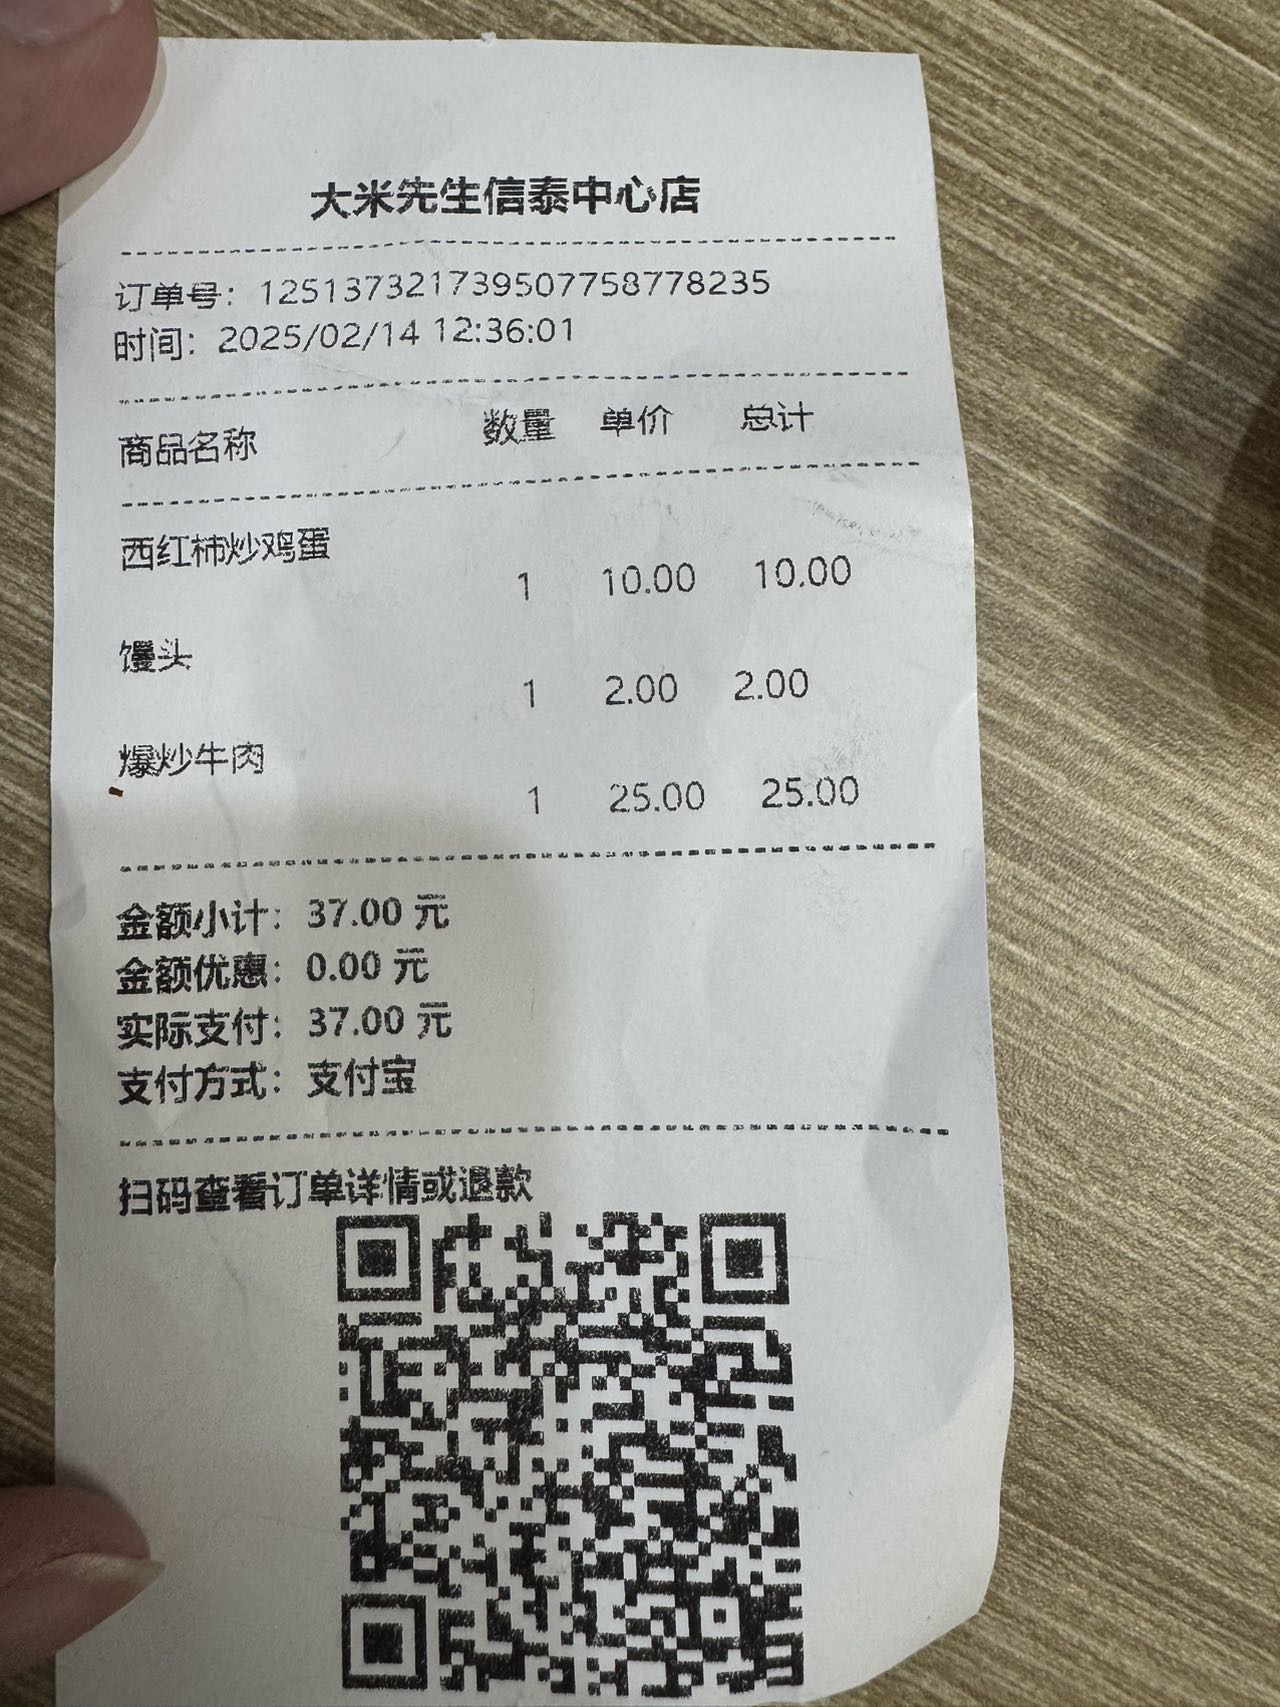 大米先生信泰中心店
订单号：125137321739507758778235
时间：2025/02/14 12:36:01
商品名称 数量 单价 总计
西红柿炒鸡蛋
1 10.00 10.00
馒头
1 2.00 2.00
爆炒牛肉
1 25.00 25.00
金额小计：37.00 元
金额优惠：0.00 元
实际支付：37.00 元
支付方式：支付宝
扫码查看订单详情或退款